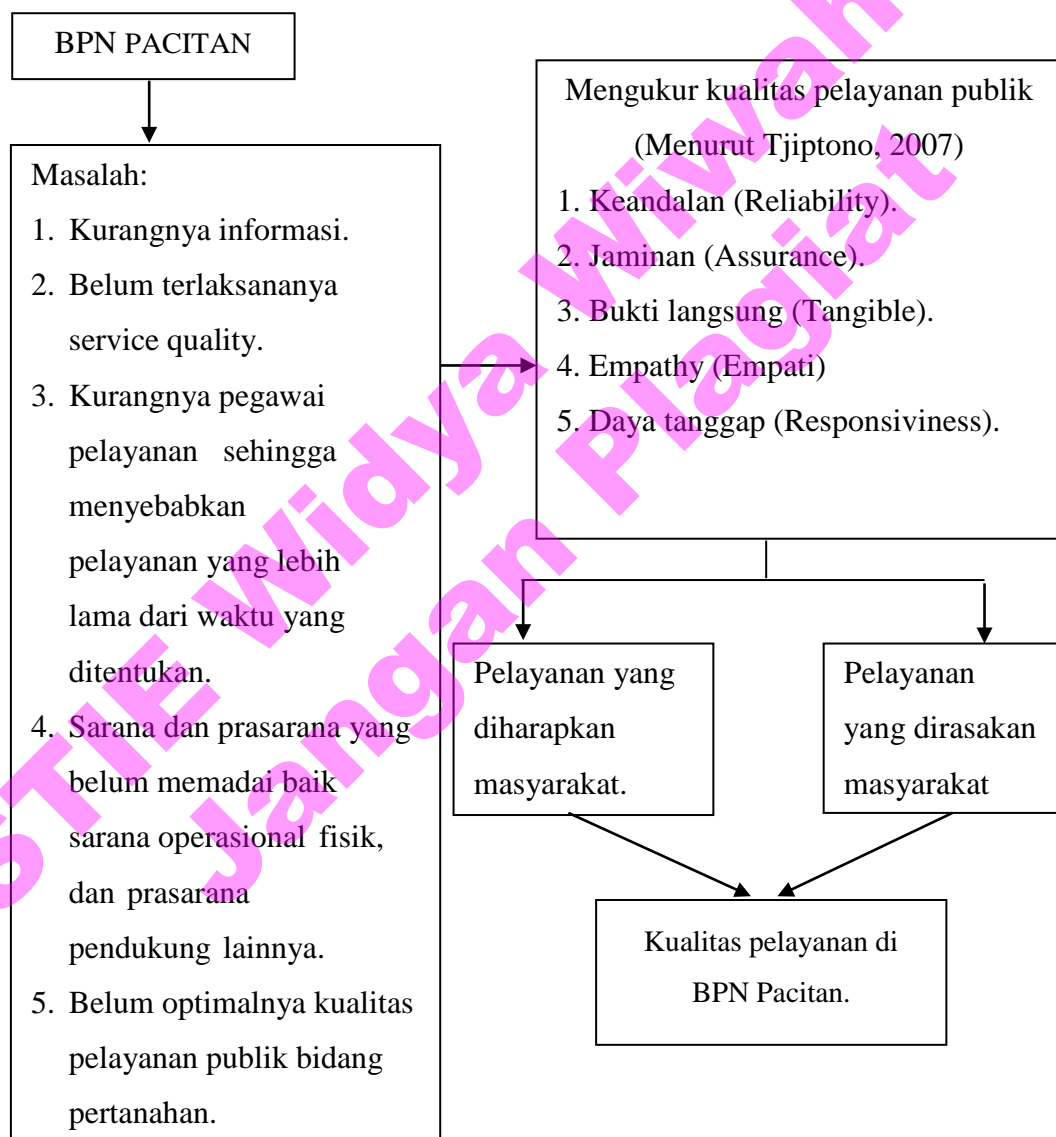 BPN PACITAN
Masalah:
1. Kurangnya informasi.
2. Belum terlaksananya
service quality.
3. Kurangnya pegawai
pelayanan sehingga
menyebabkan
pelayanan yang lebih
lama dari waktu yang
ditentukan.
4. Sarana dan prasarana yang
belum memadai baik
sarana operasional fisik,
dan prasarana
pendukung lainnya.
5. Belum optimalnya kualitas
pelayanan publik bidang
pertanahan.
Mengukur kualitas pelayanan publik
(Menurut Tjiptono, 2007)
1. Keandalan (Reliability).
2. Jaminan (Assurance).
3. Bukti langsung (Tangible).
4. Empathy (Empati)
5. Daya tanggap (Responsiviness).
Pelayanan yang
diharapkan
masyarakat.
Pelayanan
yang dirasakan
masyarakat
Kualitas pelayanan di
BPN Pacitan.
STIE Widya Wiwah
Jangan Plagiat